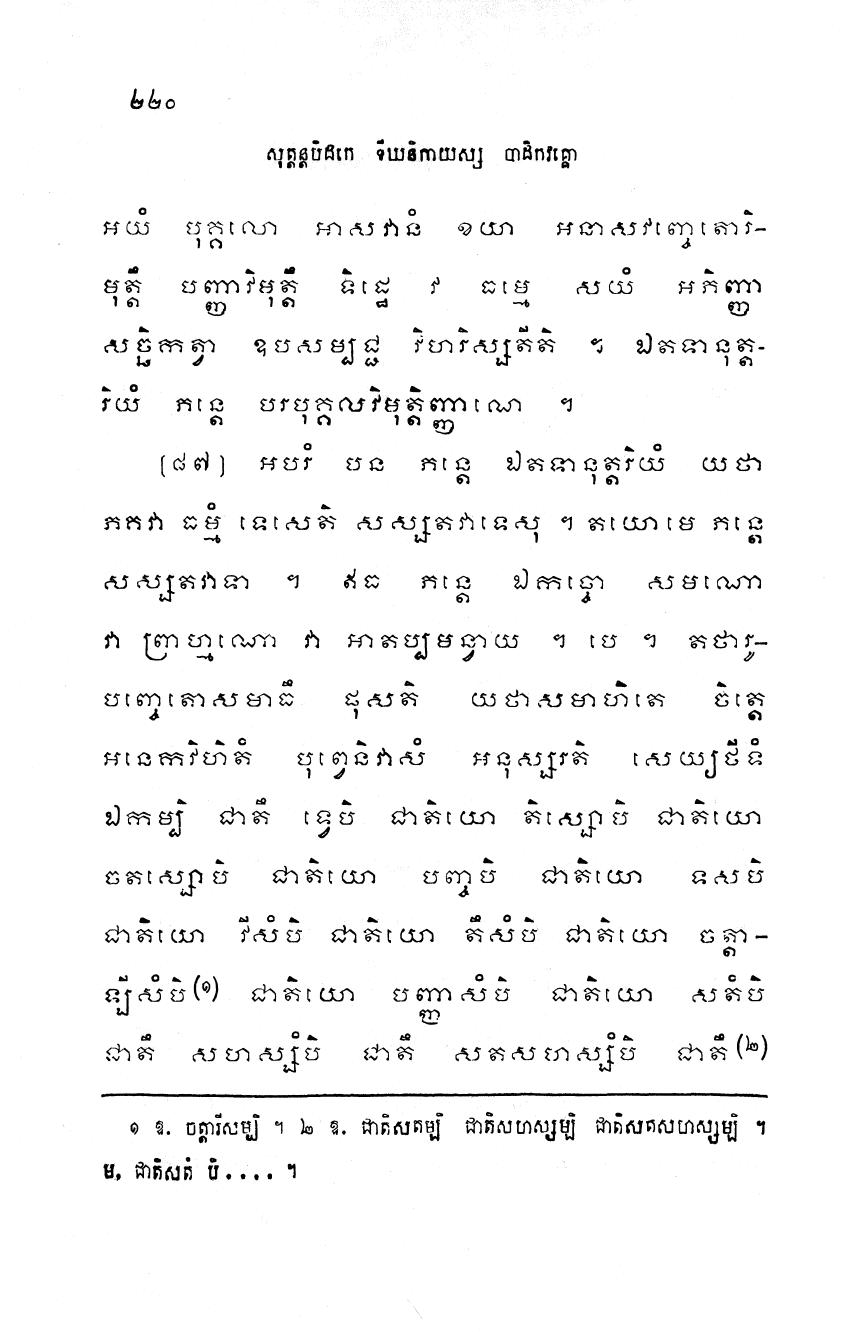 ២២០
សុត្តន្តបិដកេ ទីឃនិកាយស្ស បាដិកវគ្គោ
អយំ បុគ្គលោ អាសវានំ ខយា អនាសវញ្ចេតោវិ-
មុត្តឹ បញ្ញាវិមុត្តឹ ទិដ្ឋេ វ ធម្មេ សយំ អភិញ្ញា
សច្ឆិកត្វា ឧបសម្បជ្ជ វិហរិស្សតីតិ ។ ឯតទានុត្ត-
រិយំ ភន្តេ បរបុគ្គលវិមុត្តិញ្ញាណេ ។
[៨៧] អបរំ បន ភន្តេ ឯតទានុត្តរិយំ យថា
ភគវា ធម្មំ ទេសេតិ សស្សតវាទេសុ ។ តយោមេ ភន្តេ
សស្សតវាទា ។ ឥធ ភន្តេ ឯកច្ចោ សមណោ
វា ព្រាហ្មណោ វា អាតប្បមន្វាយ ។ បេ ។ តថារូ-
បញ្ចេតោសមាធឹ ផុសតិ យថាសមាហិតេ ចិត្តេ
អនេកវិហិតំ បុព្វេនិវាសំ អនុស្សរតិ សេយ្យថីទំ
ឯកម្បិ ជាតឹ ទ្វេបិ ជាតិយោ តិស្សោបិ ជាតិយោ
ចតស្សោបិ ជាតិយោ បញ្ចបិ ជាតិយោ ទសបិ
ជាតិយោ វីសំបិ ជាតិយោ តឹសំបិ ជាតិយោ ចត្តា-
ឡីសំបិ(១) ជាតិយោ បញ្ញាសំបិ ជាតិយោ សតំបិ
ជាតឹ សហស្សំបិ ជាតឹ សតសហស្សំបិ ជាតឹ(២)
១ ឧ. ចត្តារីសម្បិ ។ ២ ឧ. ជាតិសតម្បិ ជាតិសហស្សម្បិ ជាតិសតសហស្សម្បិ ។
ម, ជាតិសតំ បិ.... ។